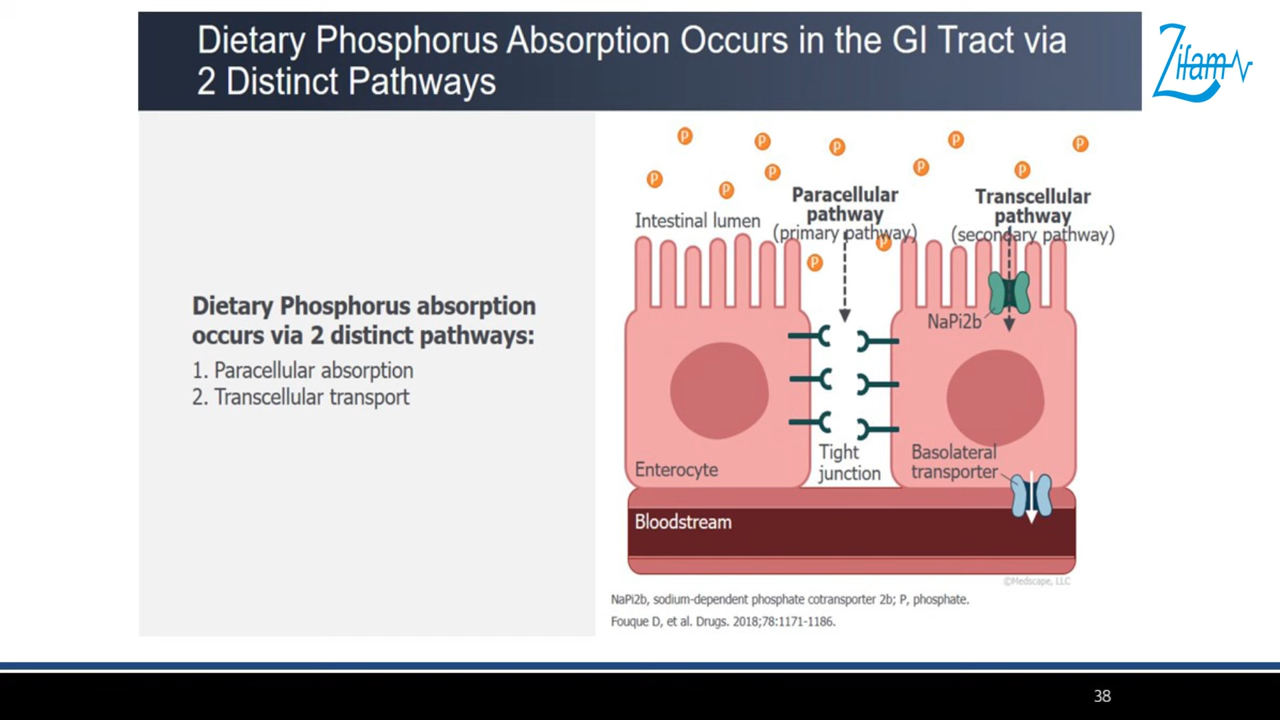 Dietary Phosphorus Absorption Occurs in the GI Tract via
2 Distinct Pathways
Zifam
Dietary Phosphorus absorption
occurs via 2 distinct pathways:
1. Paracellular absorption
2. Transcellular transport
P
P
P
P
P
P
P
P
P
P
P
P
Intestinal lumen
Paracellular
pathway
(primary pathway)
Transcellular
pathway
(secondary pathway)
NaPi2b
Enterocyte
Tight
junction
Basolateral
transporter
Bloodstream
©Medscape, LLC
NaPi2b, sodium-dependent phosphate cotransporter 2b; P, phosphate.
Fouque D, et al. Drugs. 2018;78:1171-1186.
38